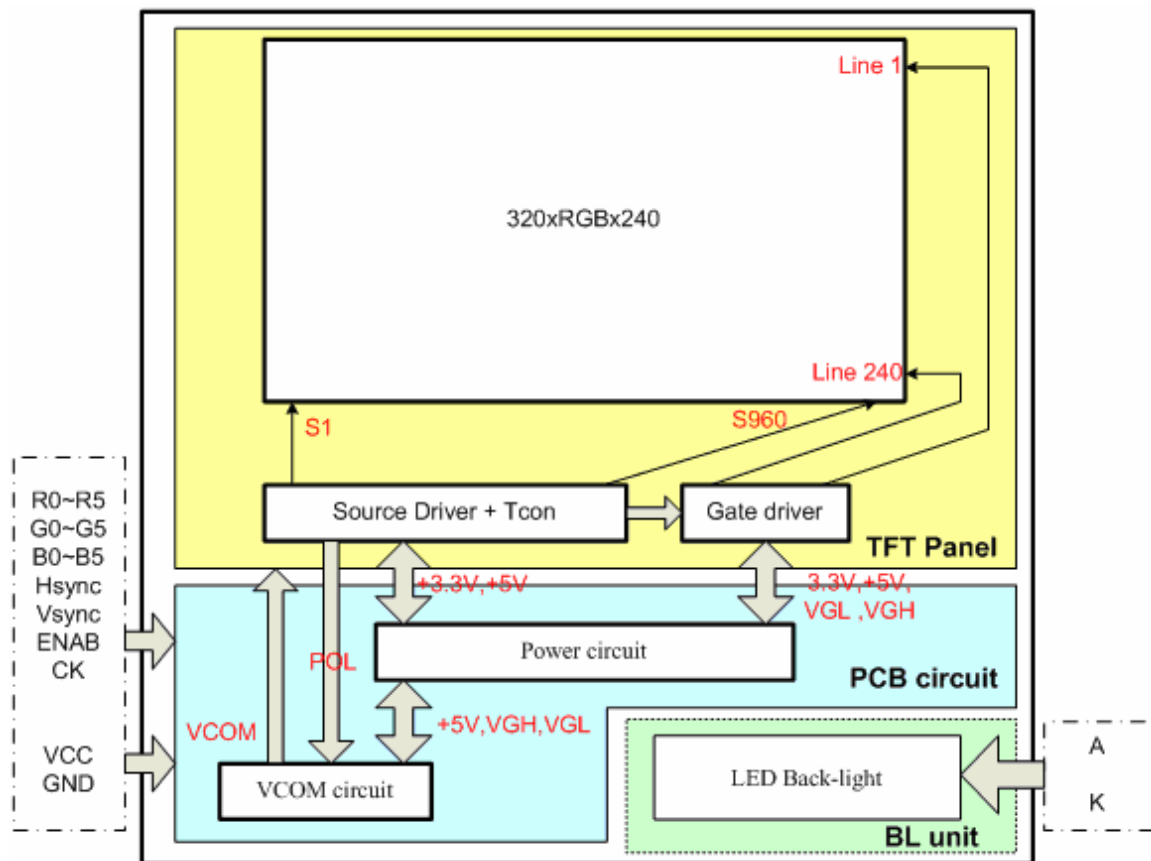 Line 1
320xRGBx240
Line 240
S1
S960
R0~R5
G0~G5
B0~B5
Hsync
Vsync
ENAB
CK
VCC
GND
Source Driver + Tcon
Gate driver
TFT Panel
+3.3V,+5V
3.3V,+5V,
VGL ,VGH
POL
Power circuit
PCB circuit
VCOM
+5V,VGH,VGL
VCOM circuit
LED Back-light
BL unit
A
K